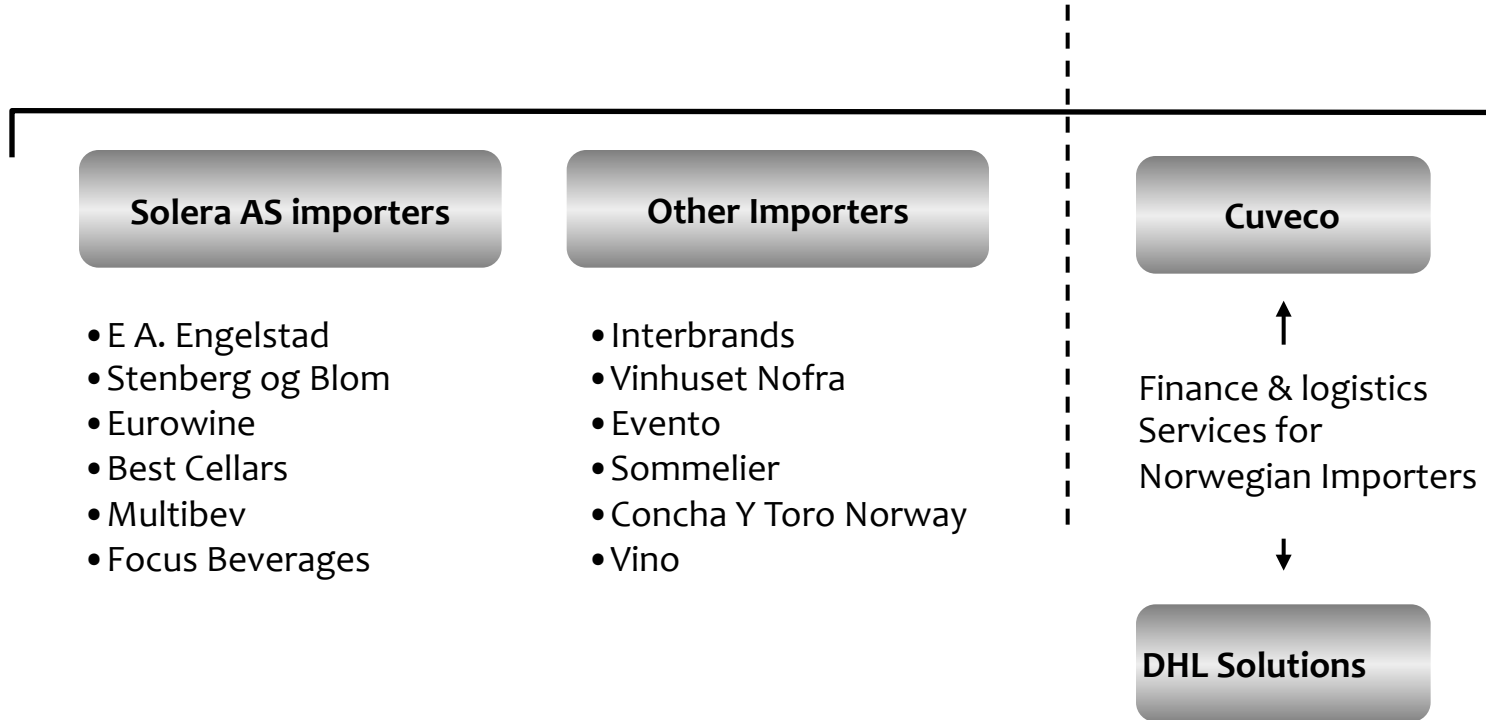 Solera AS importers
• E A. Engelstad
• Stenberg og Blom
• Eurowine
• Best Cellars
• Multibev
• Focus Beverages
Other Importers
• Interbrands
• Vinhuset Nofra
• Evento
• Sommelier
• Concha Y Toro Norway
• Vino
Cuveco
Finance & logistics
Services for
Norwegian Importers
DHL Solutions